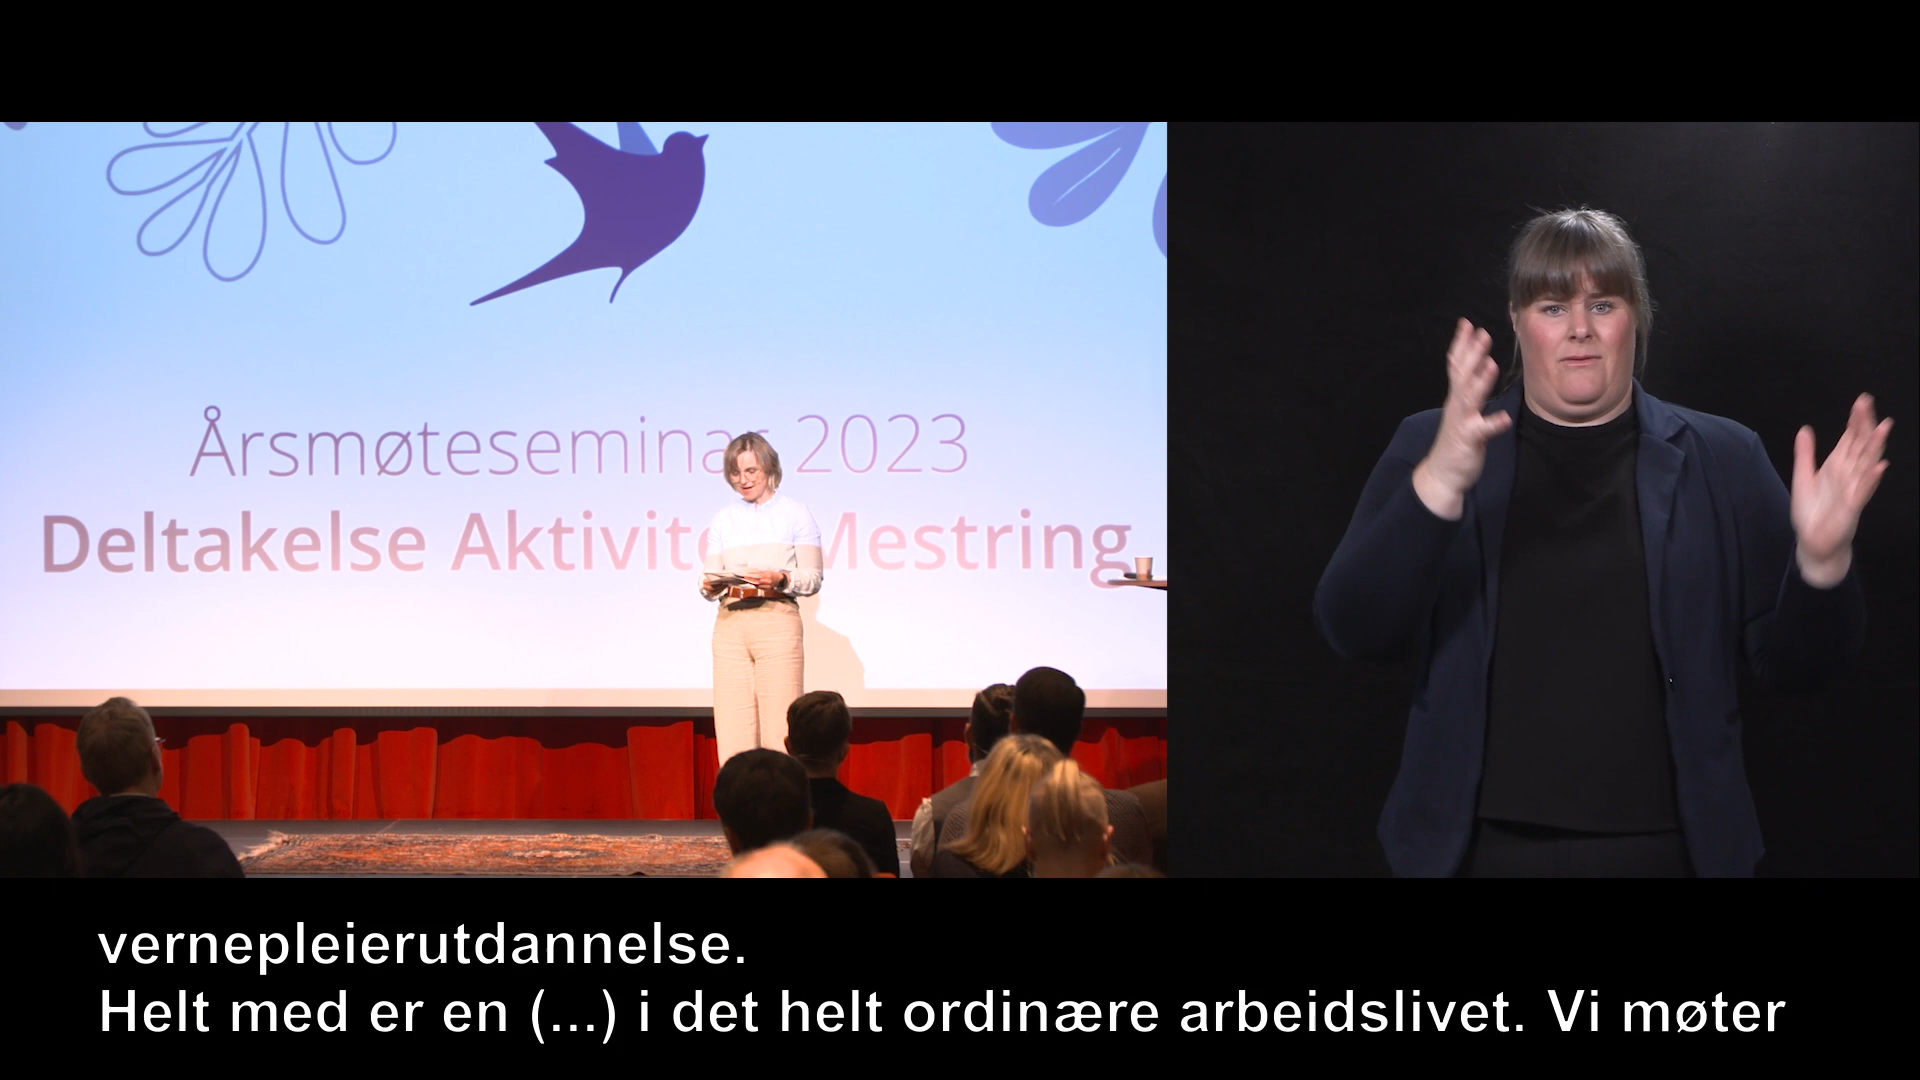 Årsmøteseminar 2023
Deltakelse Aktivitet Mestring
vernepleierutdannelse.
Helt med er en (...) i det helt ordinære arbeidslivet. Vi møter